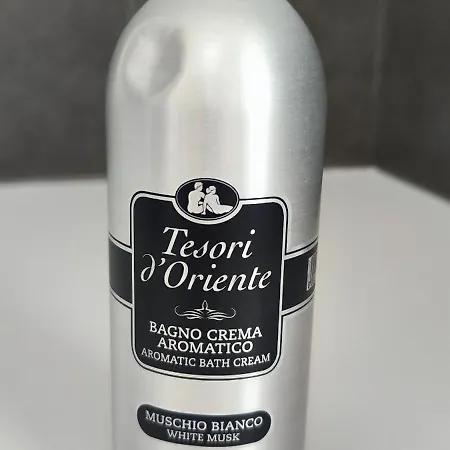 Tesori
d'Oriente
BAGNO CREMA
AROMATICO
AROMATIC BATH CREAM
MUSCHIO BIANCO
WHITE MUSK